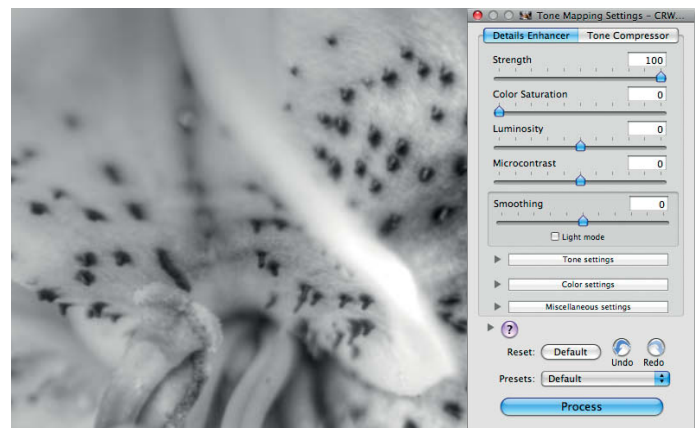 Tone Mapping Settings - CRW...
Details Enhancer Tone Compressor
Strength 100
Color Saturation 0
Luminosity 0
Microcontrast 0
Smoothing 0
Light mode
Tone settings
Color settings
Miscellaneous settings
?
Reset: Default Undo Redo
Presets: Default
Process